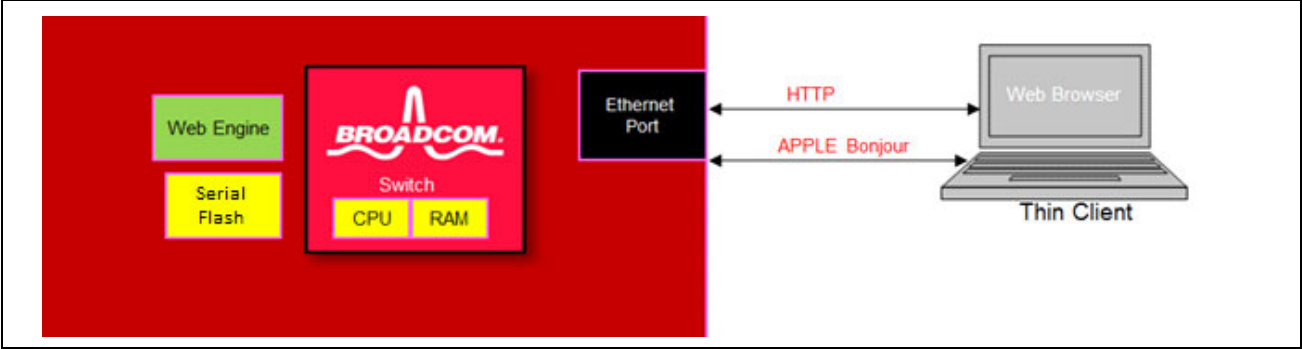 Web Engine
Serial
Flash
BROADCOM.
Switch
CPU
RAM
Ethernet
Port
HTTP
APPLE Bonjour
Web Browser
Thin Client